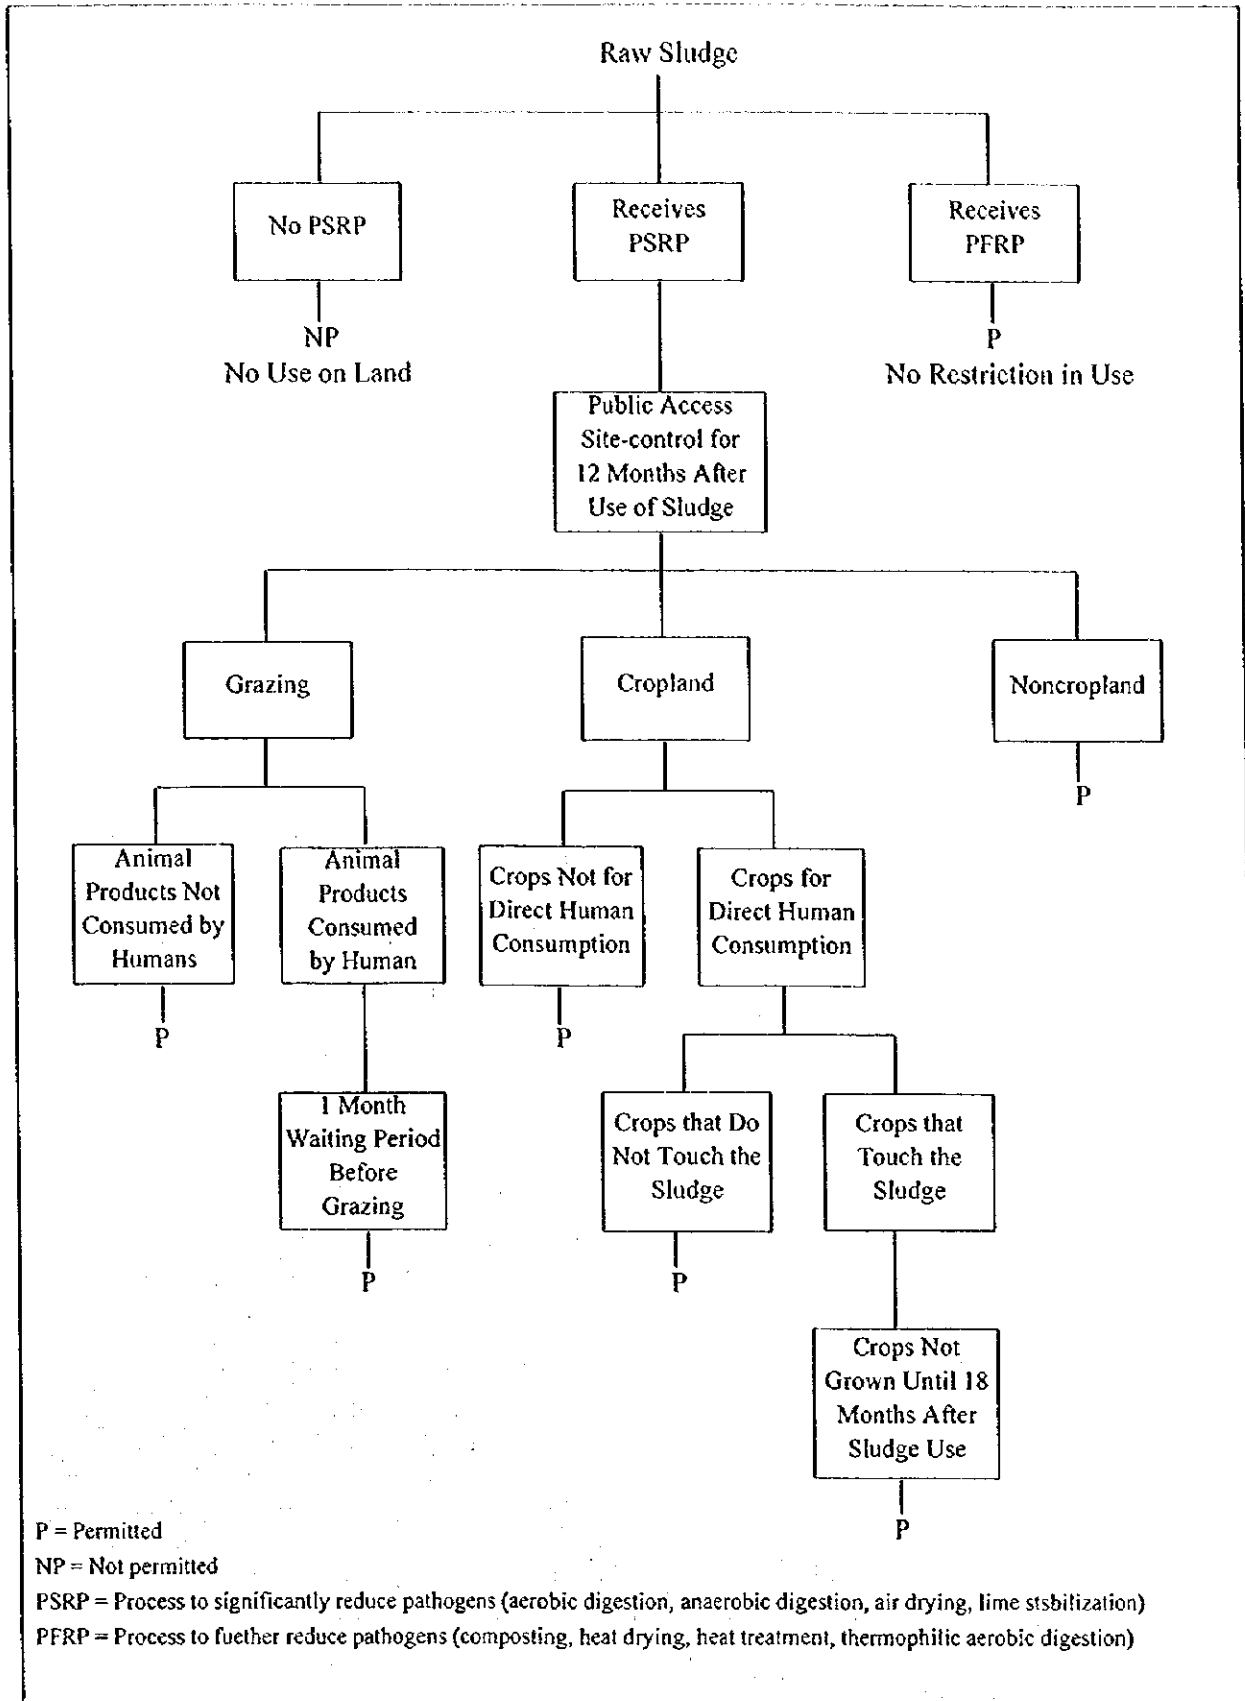 Raw Sludge
No PSRP
Receives
PSRP
Receives
PFRP
NP
No Use on Land
P
No Restriction in Use
Public Access
Site-control for
12 Months After
Use of Sludge
Grazing
Cropland
Noncropland
P
Animal
Products Not
Consumed by
Humans
Animal
Products
Consumed
by Human
Crops Not for
Direct Human
Consumption
Crops for
Direct Human
Consumption
P
P
1 Month
Waiting Period
Before
Grazing
Crops that Do
Not Touch the
Sludge
Crops that
Touch the
Sludge
P
P
Crops Not
Grown Until 18
Months After
Sludge Use
P
P = Permitted
NP = Not permitted
PSRP = Process to significantly reduce pathogens (aerobic digestion, anaerobic digestion, air drying, lime stsbilization)
PFRP = Process to fuether reduce pathogens (composting, heat drying, heat treatment, thermophilic aerobic digestion)